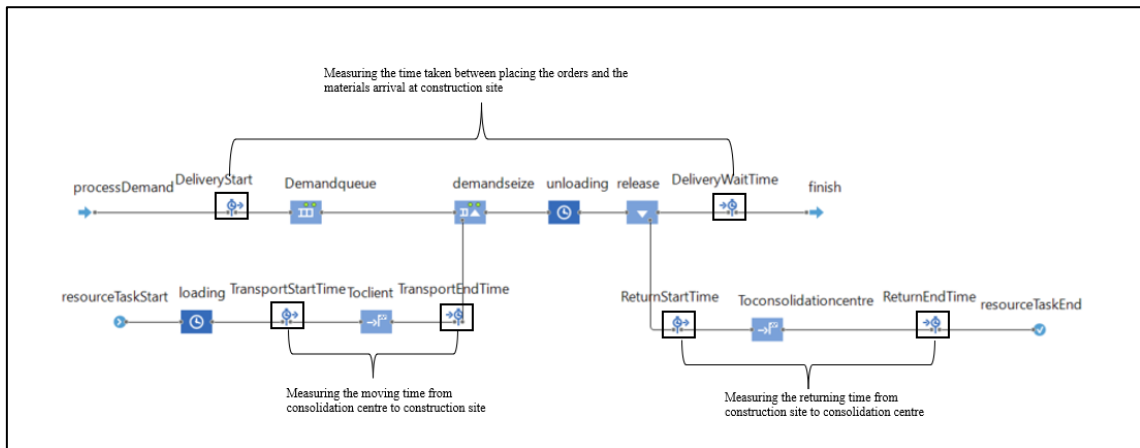 Measuring the time taken between placing the orders and the
materials arrival at construction site
processDemand
DeliveryStart
Demandqueue
demandseize
unloading
release
DeliveryWaitTime
finish
resourceTaskStart
loading
TransportStartTime
Toclient
TransportEndTime
ReturnStartTime
Toconsolidationcentre
ReturnEndTime
resourceTaskEnd
Measuring the moving time from
consolidation centre to construction site
Measuring the returning time from
construction site to consolidation centre